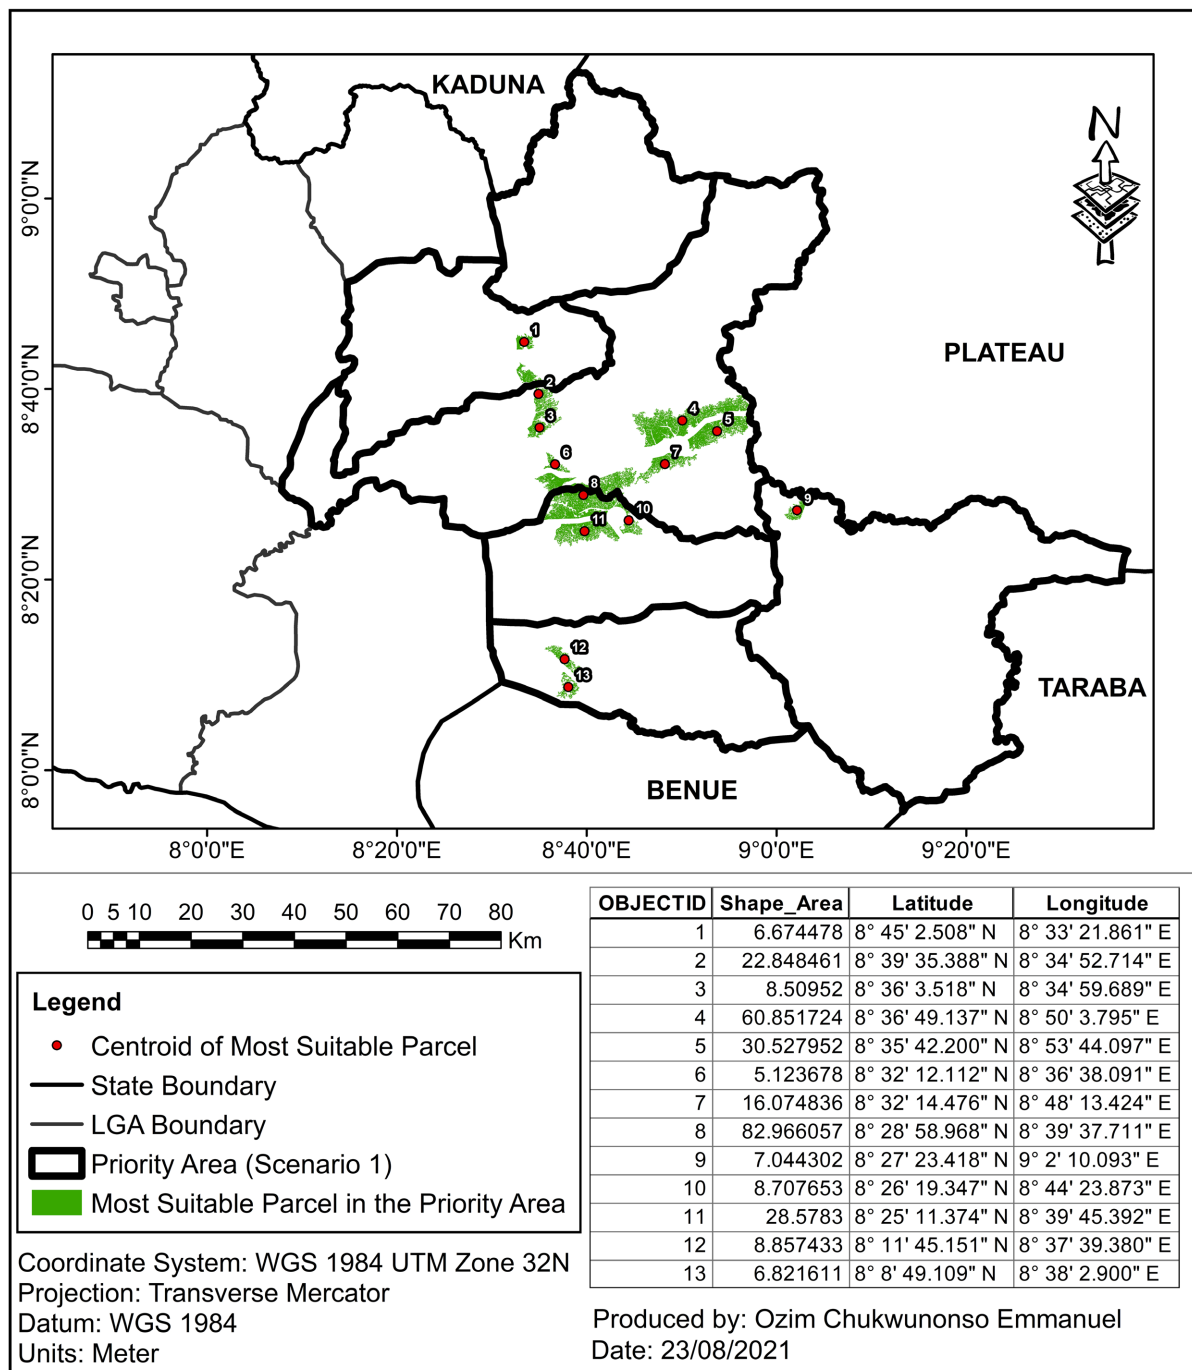 KADUNA
N
9°0'0"N
PLATEAU
1
8°40'0"N
2
3
4
5
6
7
8
9
10
11
8°20'0"N
12
13
TARABA
8°0'0"N
BENUE
8°0'0"E 8°20'0"E 8°40'0"E 9°0'0"E 9°20'0"E
0 5 10 20 30 40 50 60 70 80
Km
Legend
Centroid of Most Suitable Parcel
State Boundary
LGA Boundary
Priority Area (Scenario 1)
Most Suitable Parcel in the Priority Area
Coordinate System: WGS 1984 UTM Zone 32N
Projection: Transverse Mercator
Datum: WGS 1984
Units: Meter
OBJECTID Shape_Area Latitude Longitude
1 6.674478 8° 45' 2.508" N 8° 33' 21.861" E
2 22.848461 8° 39' 35.388" N 8° 34' 52.714" E
3 8.50952 8° 36' 3.518" N 8° 34' 59.689" E
4 60.851724 8° 36' 49.137" N 8° 50' 3.795" E
5 30.527952 8° 35' 42.200" N 8° 53' 44.097" E
6 5.123678 8° 32' 12.112" N 8° 36' 38.091" E
7 16.074836 8° 32' 14.476" N 8° 48' 13.424" E
8 82.966057 8° 28' 58.968" N 8° 39' 37.711" E
9 7.044302 8° 27' 23.418" N 9° 2' 10.093" E
10 8.707653 8° 26' 19.347" N 8° 44' 23.873" E
11 28.5783 8° 25' 11.374" N 8° 39' 45.392" E
12 8.857433 8° 11' 45.151" N 8° 37' 39.380" E
13 6.821611 8° 8' 49.109" N 8° 38' 2.900" E
Produced by: Ozim Chukwunonso Emmanuel
Date: 23/08/2021